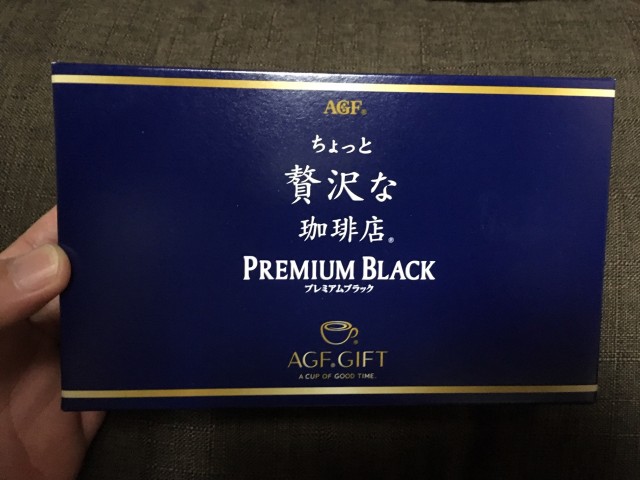 AGF®
ちょっと
贅沢な
珈琲店®
PREMIUM BLACK
プレミアムブラック
®
AGF® GIFT
A CUP OF GOOD TIME.